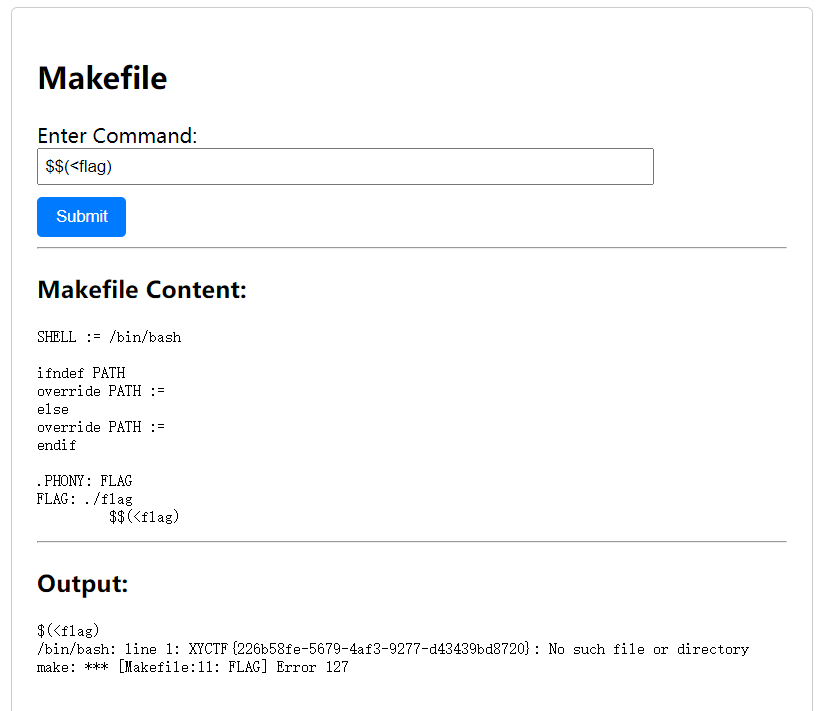 Makefile
Enter Command:
$$(<flag)
Submit
Makefile Content:
SHELL := /bin/bash
ifndef PATH
override PATH :=
else
override PATH :=
endif
.PHONY: FLAG
FLAG: ./flag
$$(<flag)
Output:
$(<flag)
/bin/bash: line 1: XYCTF{226b58fe-5679-4af3-9277-d43439bd8720}: No such file or directory
make: *** [Makefile:11: FLAG] Error 127